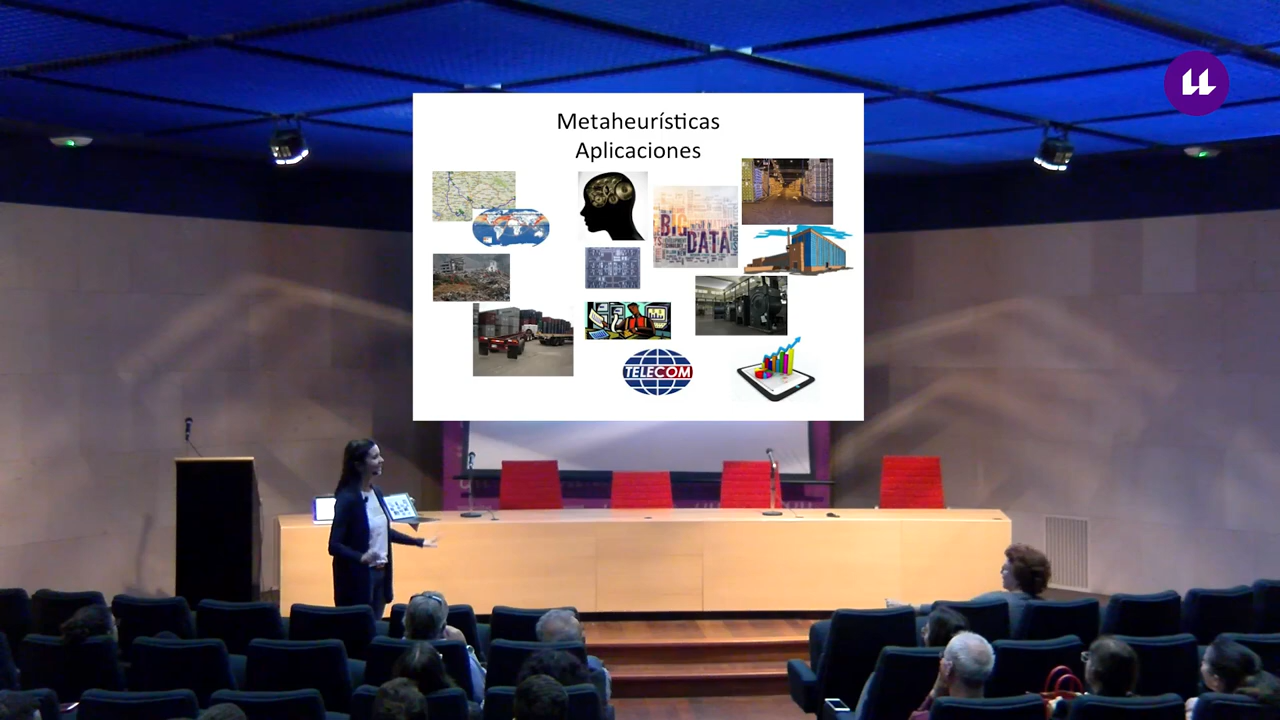 Metaheurísticas
Aplicaciones
BIG
DATA
TELECOM